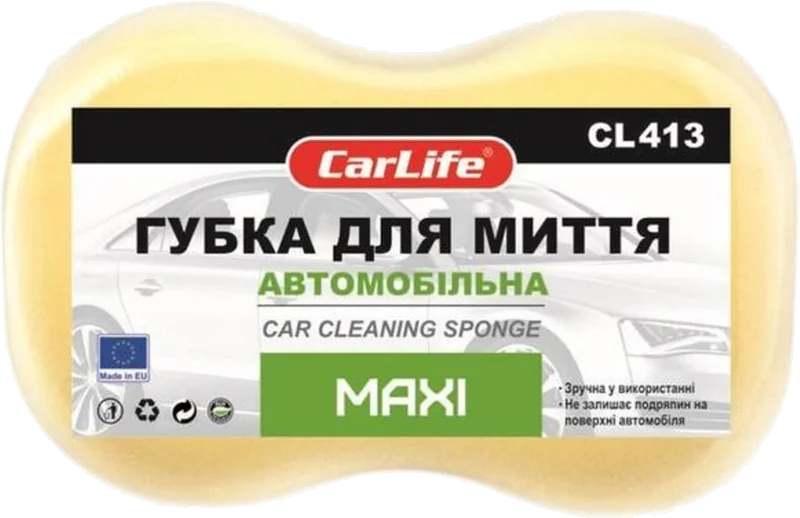 CL413
CarLife®
ГУБКА ДЛЯ МИТТЯ
АВТОМОБІЛЬНА
CAR CLEANING SPONGE
MAXI
Made in EU
· Зручна у використанні
· Не залишає подряпин на
поверхні автомобіля